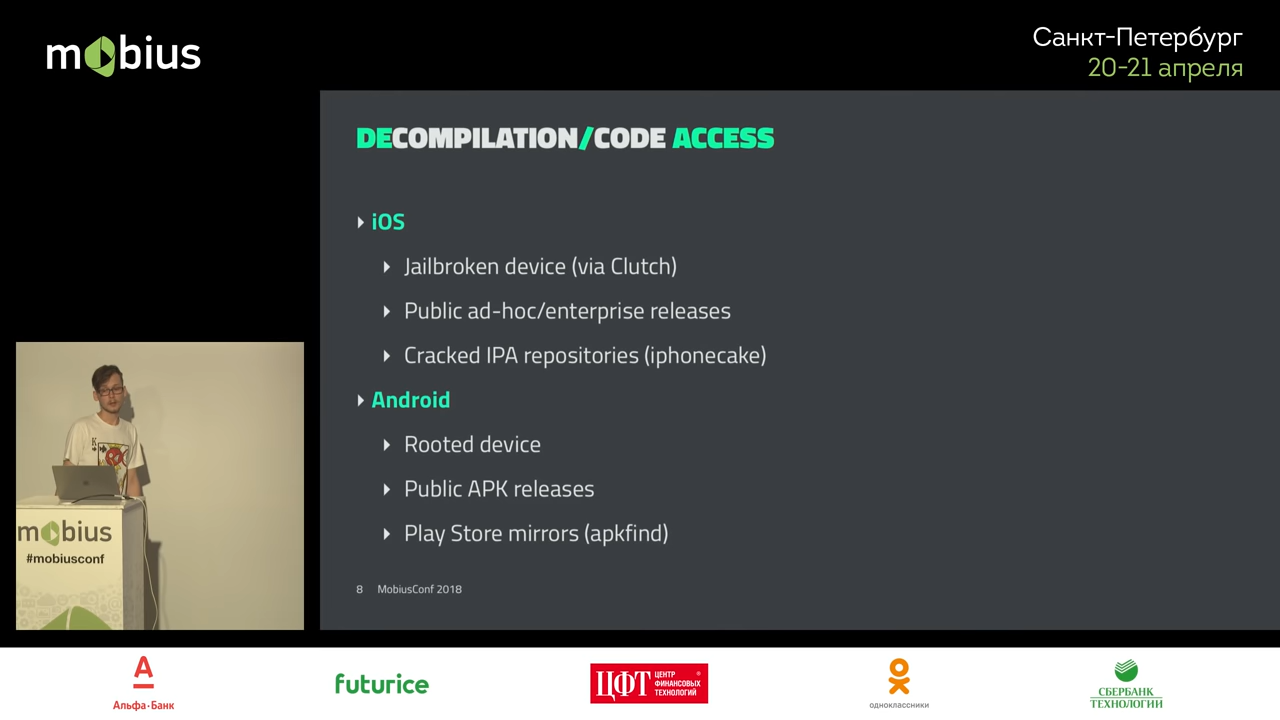 mobius
Санкт-Петербург
20-21 апреля
DECOMPILATION/CODE ACCESS
iOS
Jailbroken device (via Clutch)
Public ad-hoc/enterprise releases
Cracked IPA repositories (iphonecake)
Android
Rooted device
Public APK releases
Play Store mirrors (apkfind)
8 MobiusConf 2018
K
mobius
#mobiusconf
А
Альфа·Банк
futurice
ЦФТ
ЦЕНТР
ФИНАНСОВЫХ
ТЕХНОЛОГИЙ
®
одноклассники
СБЕРБАНК
ТЕХНОЛОГИИ